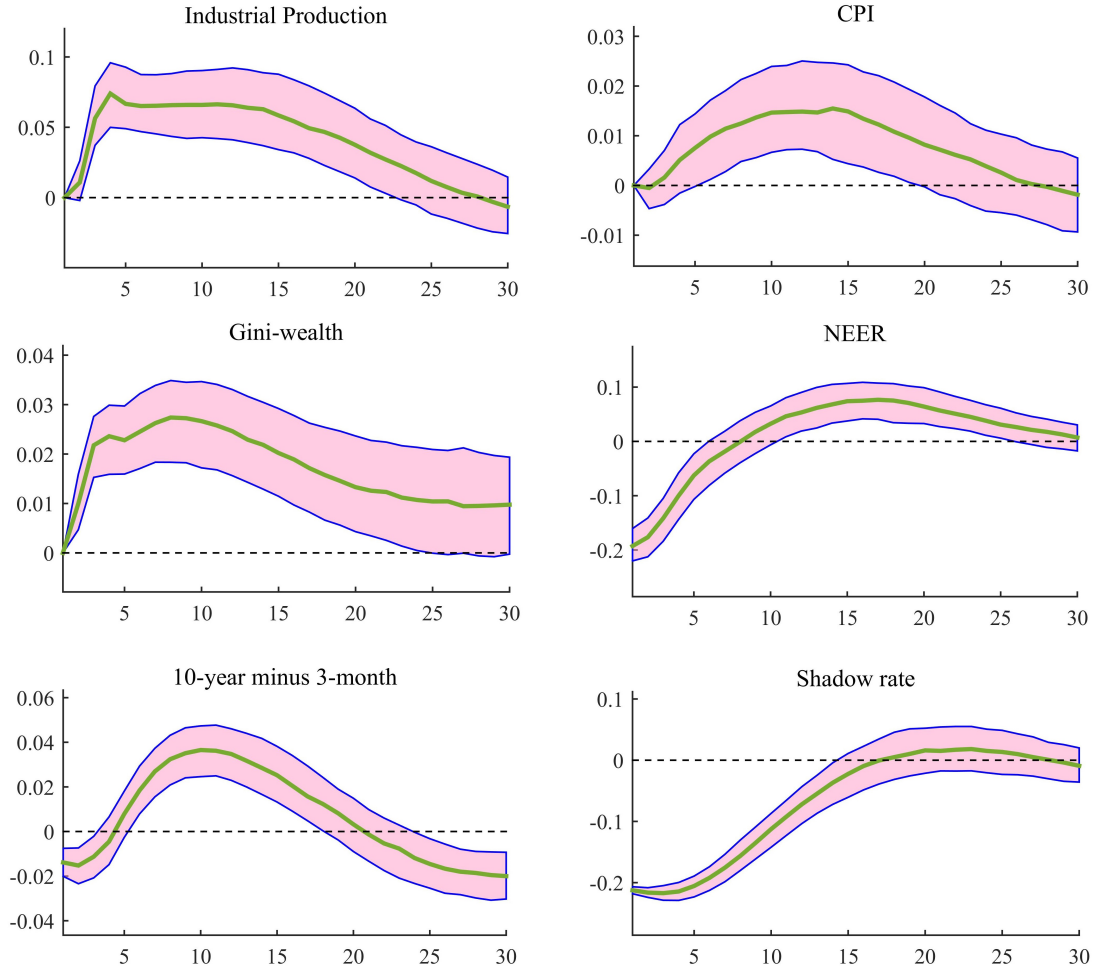 Industrial Production
0.1
0.05
0
5 10 15 20 25 30
CPI
0.03
0.02
0.01
0
-0.01
5 10 15 20 25 30
Gini-wealth
0.04
0.03
0.02
0.01
0
5 10 15 20 25 30
NEER
0.1
0
-0.1
-0.2
5 10 15 20 25 30
10-year minus 3-month
0.06
0.04
0.02
0
-0.02
-0.04
5 10 15 20 25 30
Shadow rate
0.1
0
-0.1
-0.2
5 10 15 20 25 30